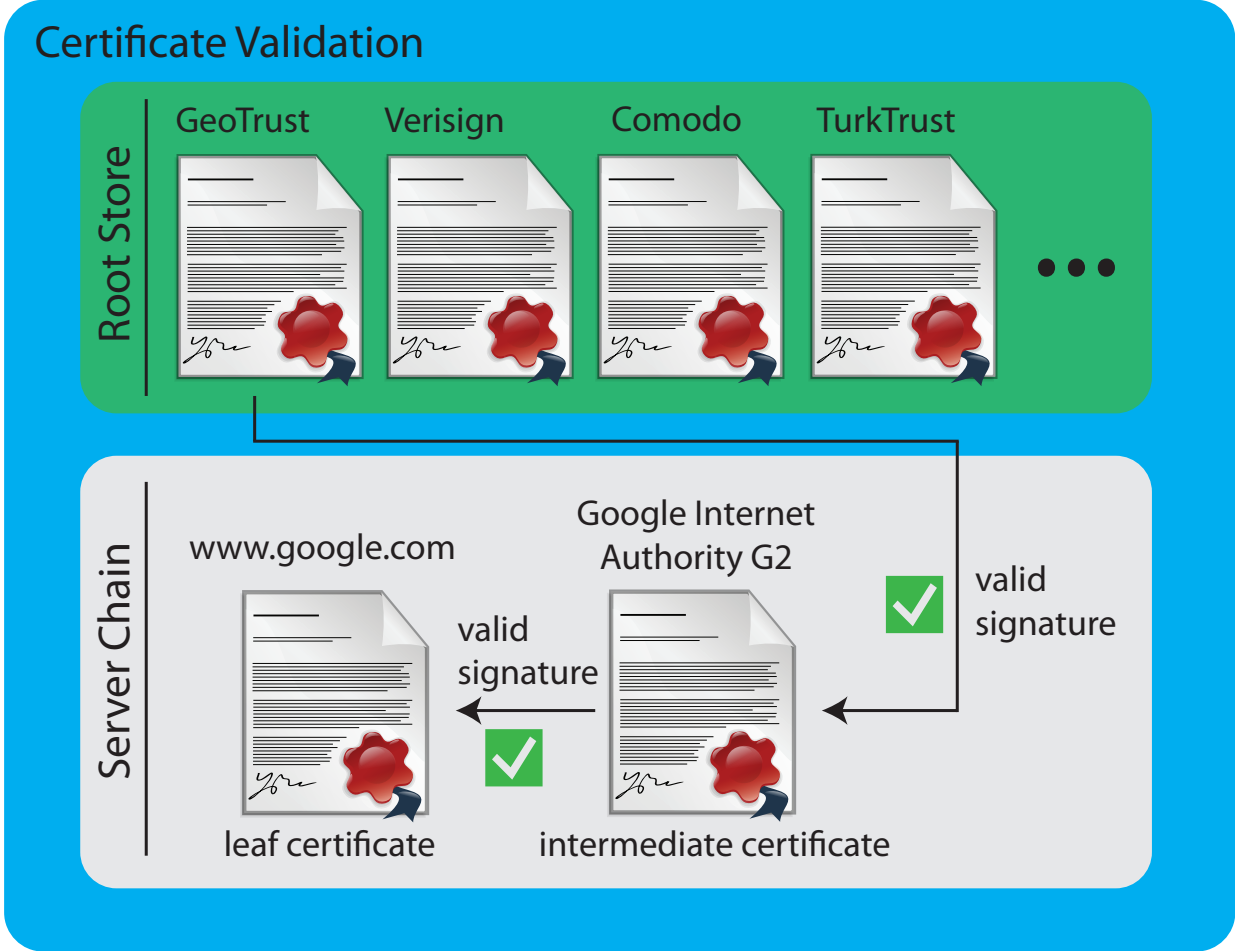 Certificate Validation
Root Store
GeoTrust
Verisign
Comodo
TurkTrust
Server Chain
www.google.com
Google Internet
Authority G2
valid
signature
valid
signature
leaf certificate
intermediate certificate